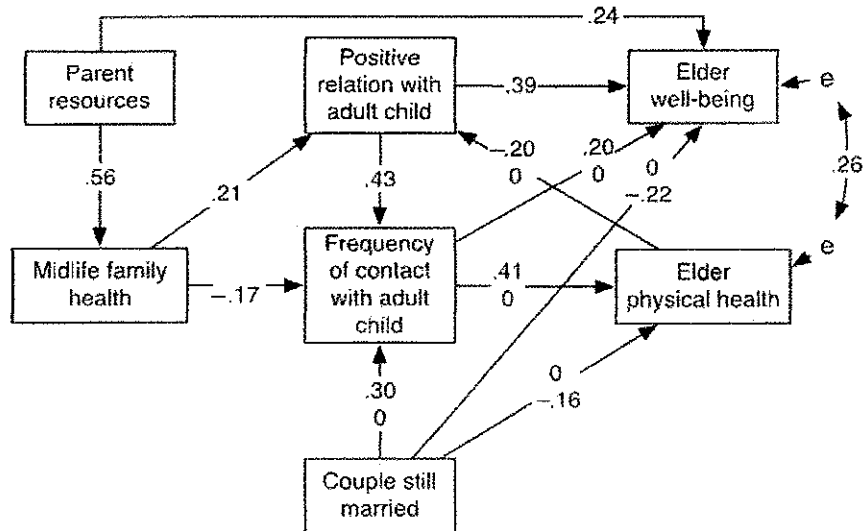 .24
Parent
resources
Positive
relation with
adult child
.39
Elder
well-being
e
.56
.21
.43
–.20
0
.20
0
0
–.22
.26
Midlife family
health
–.17
Frequency
of contact
with adult
child
.41
0
Elder
physical health
e
.30
0
0
–.16
Couple still
married